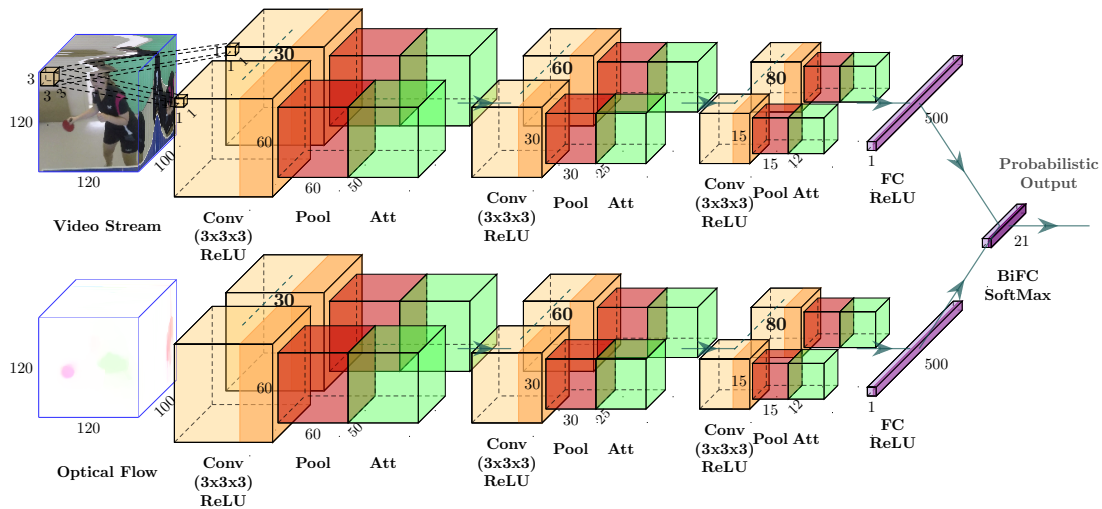 3
3
3
120
120
100
Video Stream
1
1
1
1
1
30
60
60
50
Conv
(3x3x3)
ReLU
Pool
Att
60
30
30
25
Conv
(3x3x3)
ReLU
Pool
Att
80
15
15
12
Conv
(3x3x3)
ReLU
Pool Att
500
1
FC
ReLU
Probabilistic
Output
21
BiFC
SoftMax
120
120
100
Optical Flow
30
60
60
50
Conv
(3x3x3)
ReLU
Pool
Att
60
30
30
25
Conv
(3x3x3)
ReLU
Pool
Att
80
15
15
12
Conv
(3x3x3)
ReLU
Pool Att
500
1
FC
ReLU